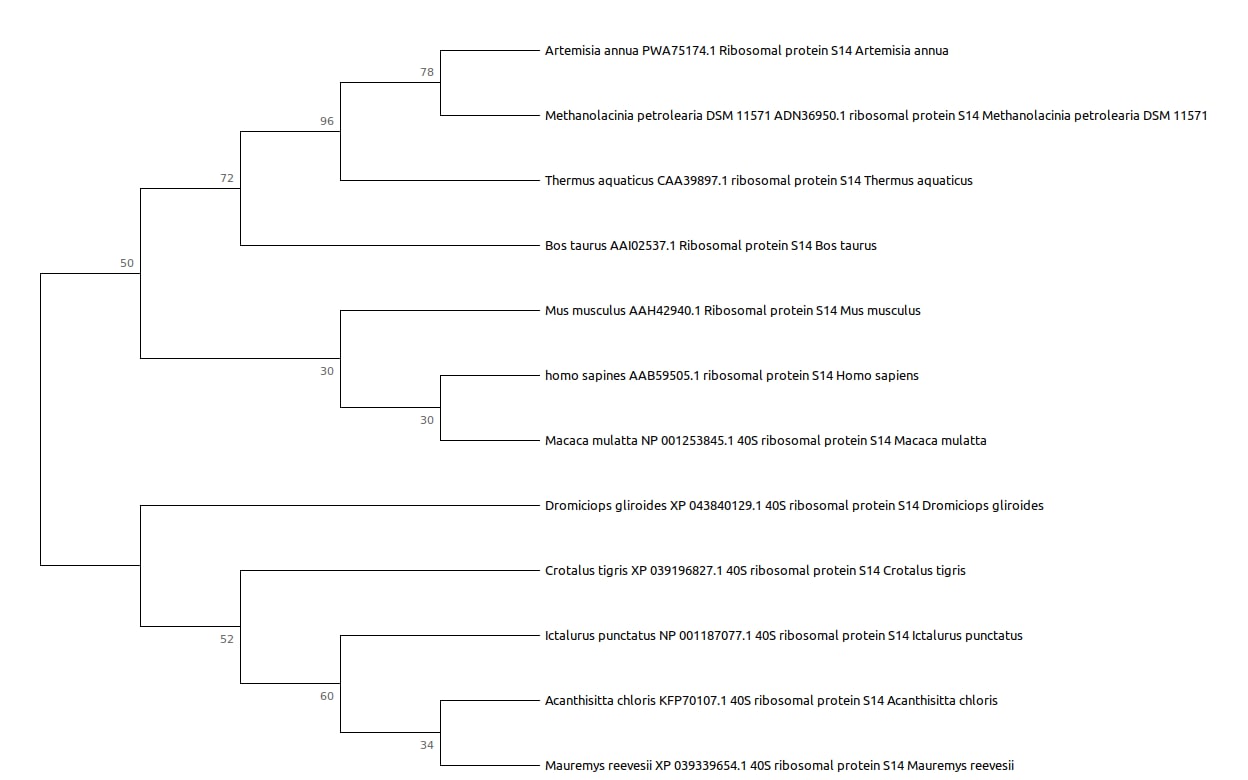 Artemisia annua PWA75174.1 Ribosomal protein S14 Artemisia annua
78
Methanolacinia petrolearia DSM 11571 ADN36950.1 ribosomal protein S14 Methanolacinia petrolearia DSM 11571
96
Thermus aquaticus CAA39897.1 ribosomal protein S14 Thermus aquaticus
72
Bos taurus AAI02537.1 Ribosomal protein S14 Bos taurus
50
Mus musculus AAH42940.1 Ribosomal protein S14 Mus musculus
30
homo sapines AAB59505.1 ribosomal protein S14 Homo sapiens
30
Macaca mulatta NP 001253845.1 40S ribosomal protein S14 Macaca mulatta
Dromiciops gliroides XP 043840129.1 40S ribosomal protein S14 Dromiciops gliroides
Crotalus tigris XP 039196827.1 40S ribosomal protein S14 Crotalus tigris
52
Ictalurus punctatus NP 001187077.1 40S ribosomal protein S14 Ictalurus punctatus
60
Acanthisitta chloris KFP70107.1 40S ribosomal protein S14 Acanthisitta chloris
34
Mauremys reevesii XP 039339654.1 40S ribosomal protein S14 Mauremys reevesii